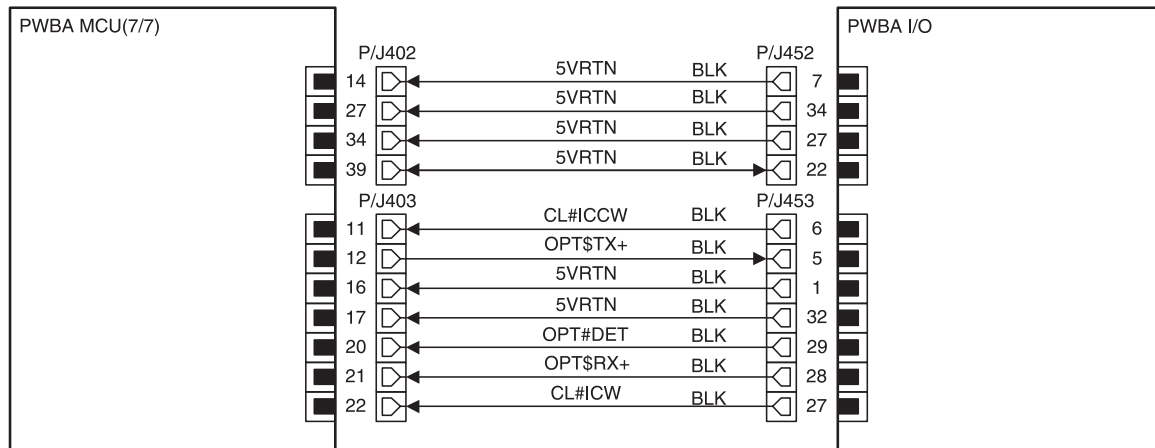 PWBA MCU(7/7) PWBA I/O
P/J402 P/J452
14 5VRTN BLK 7
27 5VRTN BLK 34
34 5VRTN BLK 27
39 5VRTN BLK 22
P/J403 P/J453
11 CL#ICCW BLK 6
12 OPT$TX+ BLK 5
16 5VRTN BLK 1
17 5VRTN BLK 32
20 OPT#DET BLK 29
21 OPT$RX+ BLK 28
22 CL#ICW BLK 27